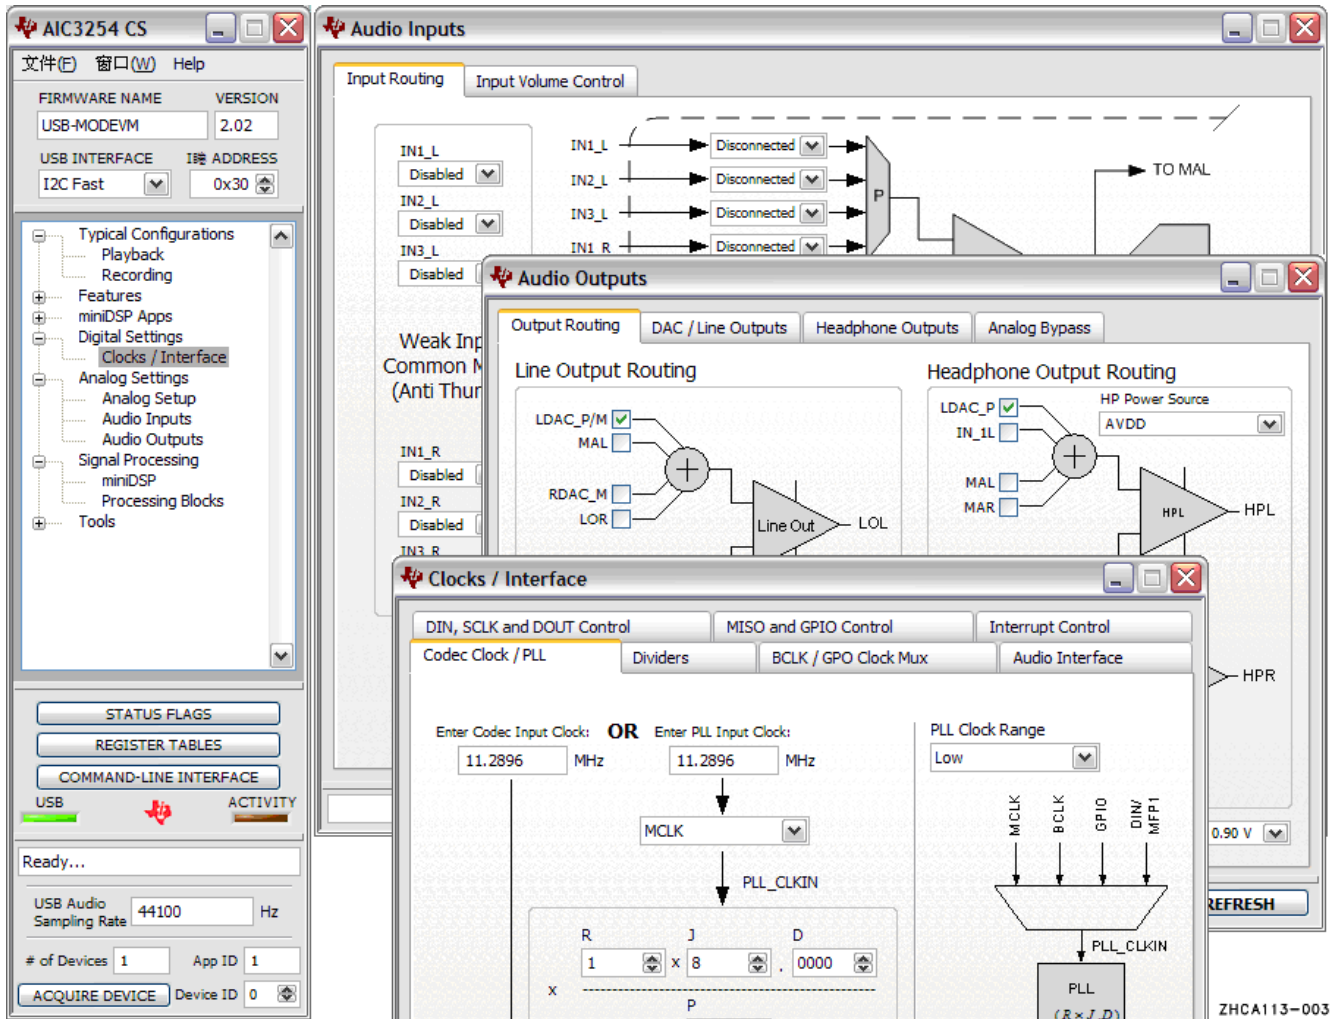 AIC3254 CS
文件(F) 窗口(W) Help
FIRMWARE NAME VERSION
USB-MODEVM 2.02
USB INTERFACE ADDRESS
I2C Fast 0x30
Typical Configurations
Playback
Recording
Features
miniDSP Apps
Digital Settings
Clocks / Interface
Analog Settings
Analog Setup
Audio Inputs
Audio Outputs
Signal Processing
miniDSP
Processing Blocks
Tools
STATUS FLAGS
REGISTER TABLES
COMMAND-LINE INTERFACE
USB ACTIVITY
Ready...
USB Audio
Sampling Rate 44100 Hz
# of Devices 1 App ID 1
ACQUIRE DEVICE Device ID 0
Audio Inputs
Input Routing Input Volume Control
IN1_L
Disabled
IN2_L
Disabled
IN3_L
Disabled
Weak Inp
Common M
(Anti Thur
IN1_R
Disabled
IN2_R
Disabled
IN3_R
IN1_L Disconnected
IN2_L Disconnected
IN3_L Disconnected
IN1_R Disconnected
P
TO MAL
Audio Outputs
Output Routing DAC / Line Outputs Headphone Outputs Analog Bypass
Line Output Routing
LDAC_P/M
MAL
RDAC_M
LOR
+
Line Out
LOL
Headphone Output Routing
LDAC_P
IN_1L
MAL
MAR
+
HP Power Source
AVDD
HPL
HPL
HPR
0.90 V
REFRESH
Clocks / Interface
DIN, SCLK and DOUT Control MISO and GPIO Control Interrupt Control
Codec Clock / PLL Dividers BCLK / GPO Clock Mux Audio Interface
Enter Codec Input Clock: OR Enter PLL Input Clock:
11.2896 MHz 11.2896 MHz
MCLK
PLL_CLKIN
R J D
1 x 8 . 0000
x
P
PLL Clock Range
Low
MCLK
BCLK
GPIO
DIN/
MFP1
PLL_CLKIN
PLL
(R×J.D)
ZHCA113-003